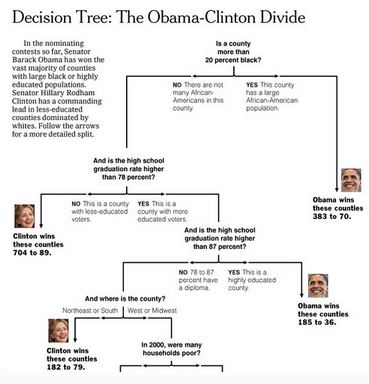 Decision Tree: The Obama-Clinton Divide
In the nominating
contests so far, Senator
Barack Obama has won the
vast majority of counties
with large black or highly
educated populations.
Senator Hillary Rodham
Clinton has a commanding
lead in less-educated
counties dominated by
whites. Follow the arrows
for a more detailed split.
Is a county
more than
20 percent black?
NO There are not
many African-
Americans in this
county.
YES This county
has a large
African-American
population.
And is the high school
graduation rate higher
than 78 percent?
Obama wins
these counties
383 to 70.
NO This is a county
with less-educated
voters.
YES This is a
county with more
educated voters.
Clinton wins
these counties
704 to 89.
And is the high school
graduation rate higher
than 87 percent?
NO 78 to 87
percent have
a diploma.
YES This is a
highly educated
county.
Obama wins
these counties
185 to 36.
And where is the county?
Northeast or South
West or Midwest
Clinton wins
these counties
182 to 79.
In 2000, were many
households poor?